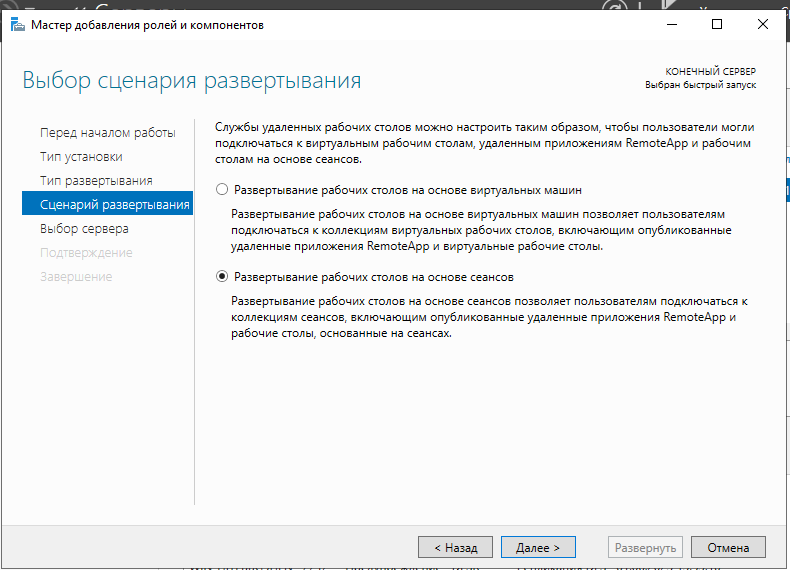 Мастер добавления ролей и компонентов
Выбор сценария развертывания
КОНЕЧНЫЙ СЕРВЕР
Выбран быстрый запуск
Перед началом работы
Тип установки
Тип развертывания
Сценарий развертывания
Выбор сервера
Подтверждение
Завершение
Службы удаленных рабочих столов можно настроить таким образом, чтобы пользователи могли
подключаться к виртуальным рабочим столам, удаленным приложениям RemoteApp и рабочим
столам на основе сеансов.
Развертывание рабочих столов на основе виртуальных машин
Развертывание рабочих столов на основе виртуальных машин позволяет пользователям
подключаться к коллекциям виртуальных рабочих столов, включающим опубликованные
удаленные приложения RemoteApp и виртуальные рабочие столы.
Развертывание рабочих столов на основе сеансов
Развертывание рабочих столов на основе сеансов позволяет пользователям подключаться к
коллекциям сеансов, включающим опубликованные удаленные приложения RemoteApp и
рабочие столы, основанные на сеансах.
< Назад
Далее >
Развернуть
Отмена